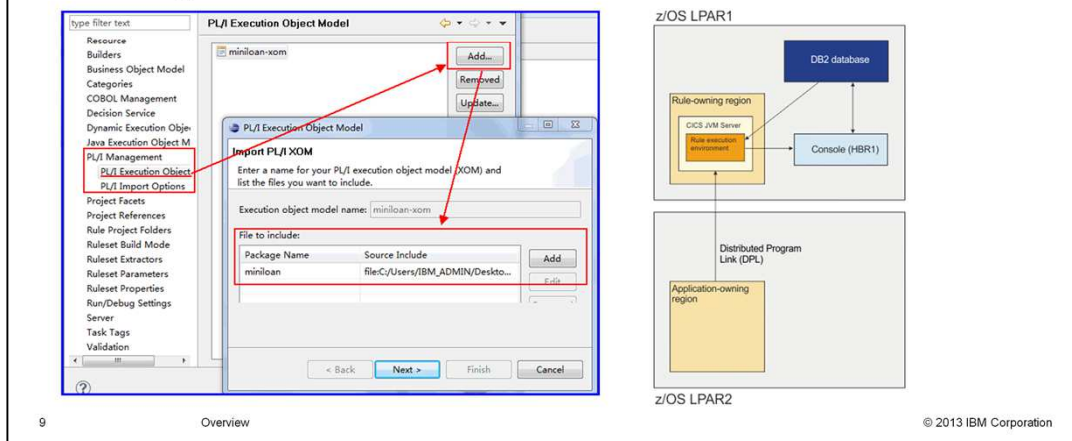 type filter text
Resource
Builders
Business Object Model
Categories
COBOL Management
Decision Service
Dynamic Execution Obje
Java Execution Object M
PL/I Management
PL/I Execution Object
PL/I Import Options
Project Facets
Project References
Rule Project Folders
Ruleset Build Mode
Ruleset Extractors
Ruleset Parameters
Ruleset Properties
Run/Debug Settings
Server
Task Tags
Validation
PL/I Execution Object Model
miniloan-xom
Add...
Removed
Update...
PL/I Execution Object Model
Import PL/I XOM
Enter a name for your PL/I execution object model (XOM) and
list the files you want to include.
Execution object model name: miniloan-xom
File to include:
Package Name Source Include
miniloan file:C:/Users/IBM_ADMIN/Deskto...
Add
Edit
< Back Next > Finish Cancel
z/OS LPAR1
DB2 database
Rule-owning region
CICS JVM Server
Rule execution
environment
Console (HBR1)
Distributed Program
Link (DPL)
Application-owning
region
z/OS LPAR2
9 Overview © 2013 IBM Corporation